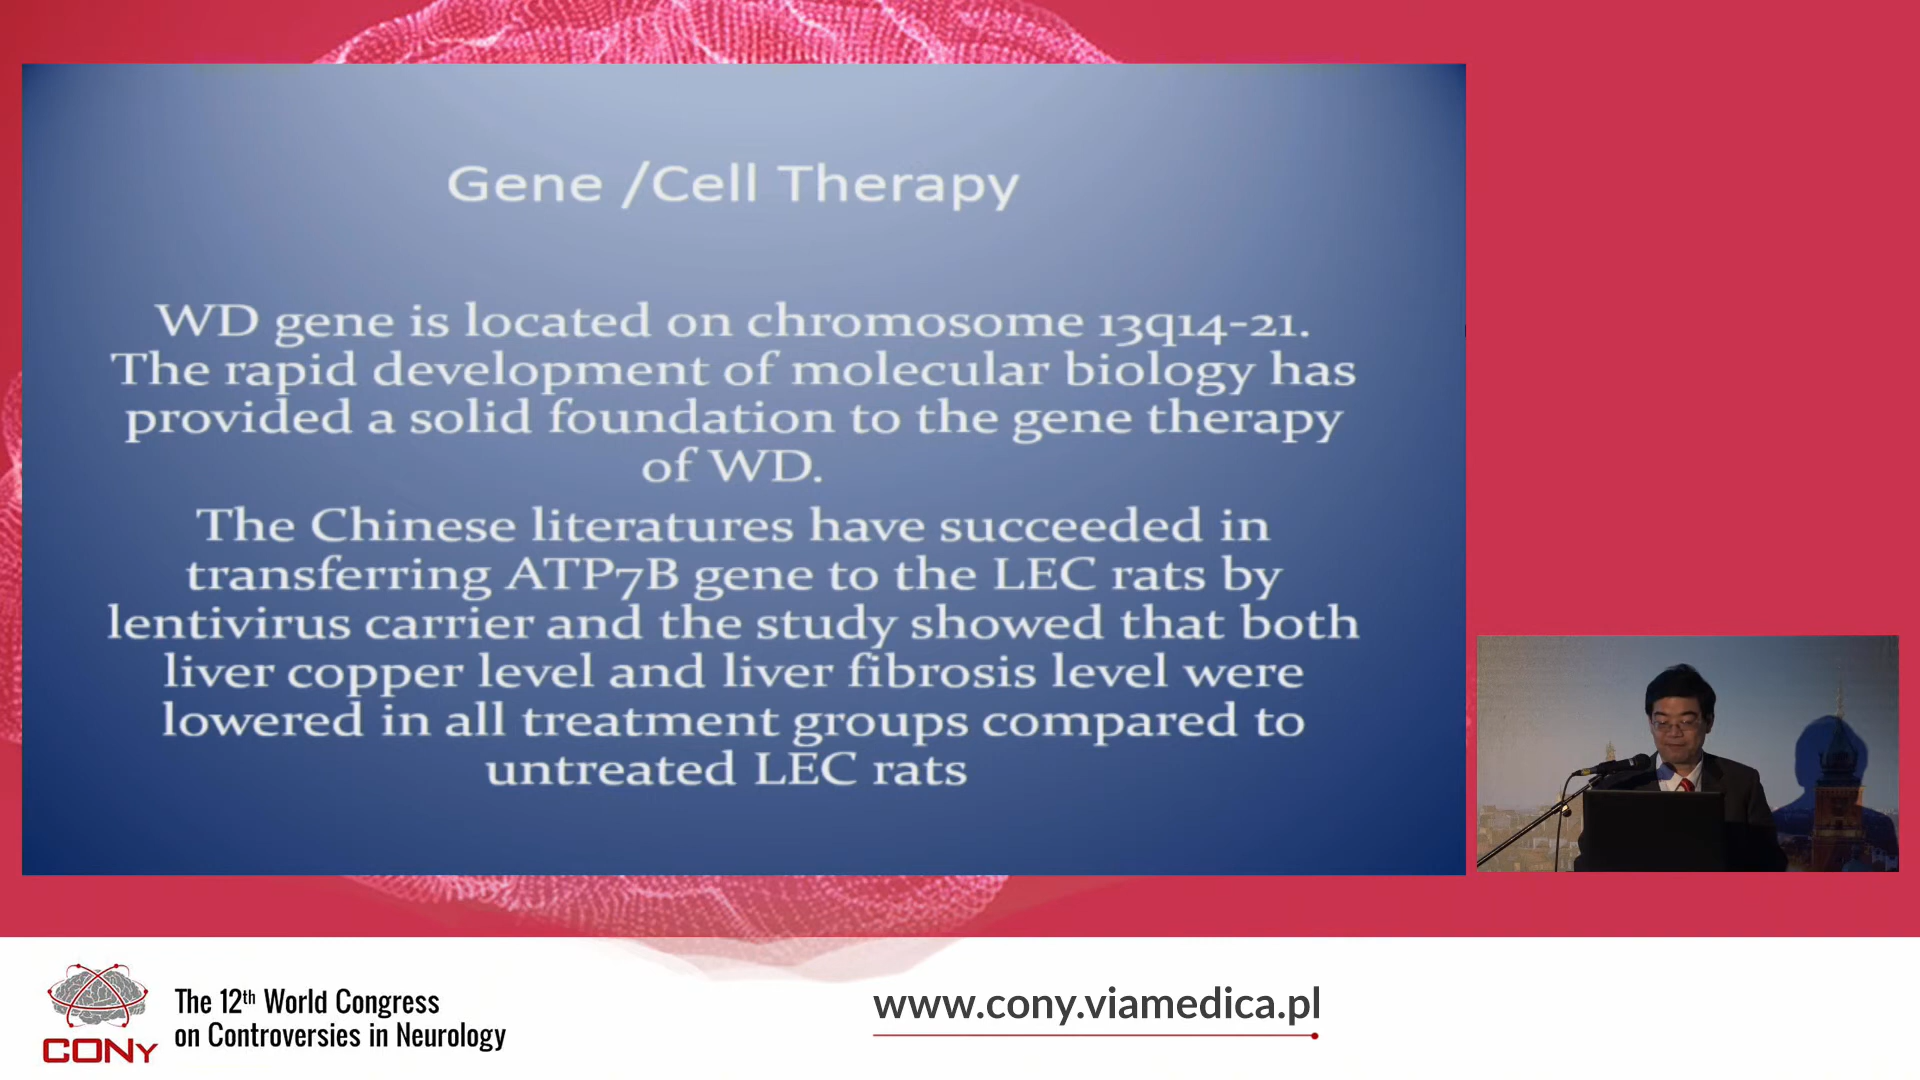 Gene /Cell Therapy
WD gene is located on chromosome 13q14-21.
The rapid development of molecular biology has
provided a solid foundation to the gene therapy
of WD.
The Chinese literatures have succeeded in
transferring ATP7B gene to the LEC rats by
lentivirus carrier and the study showed that both
liver copper level and liver fibrosis level were
lowered in all treatment groups compared to
untreated LEC rats
CONy
The 12th World Congress
on Controversies in Neurology
www.cony.viamedica.pl